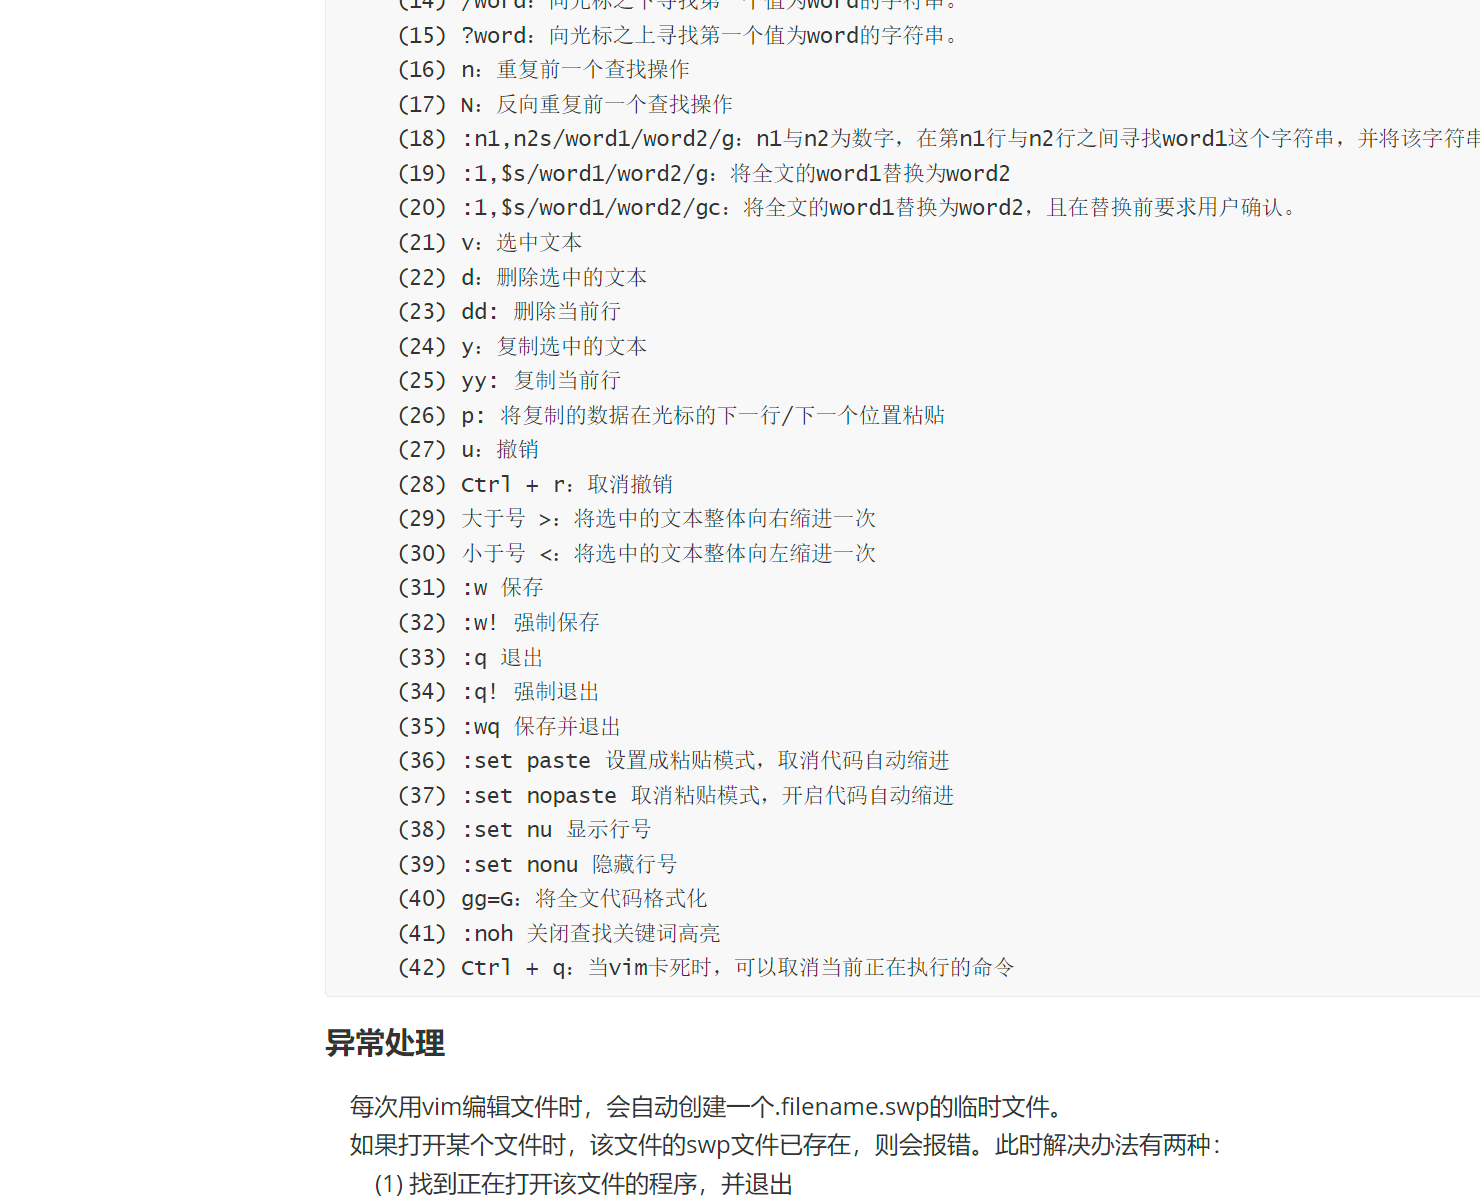 (14) /word：向光标之下寻找第一个值为word的字符串。
(15) ?word：向光标之上寻找第一个值为word的字符串。
(16) n：重复前一个查找操作
(17) N：反向重复前一个查找操作
(18) :n1,n2s/word1/word2/g：n1与n2为数字，在第n1行与n2行之间寻找word1这个字符串，并将该字符串
(19) :1,$s/word1/word2/g：将全文的word1替换为word2
(20) :1,$s/word1/word2/gc：将全文的word1替换为word2，且在替换前要求用户确认。
(21) v：选中文本
(22) d：删除选中的文本
(23) dd: 删除当前行
(24) y：复制选中的文本
(25) yy: 复制当前行
(26) p: 将复制的数据在光标的下一行/下一个位置粘贴
(27) u：撤销
(28) Ctrl + r：取消撤销
(29) 大于号 >：将选中的文本整体向右缩进一次
(30) 小于号 <：将选中的文本整体向左缩进一次
(31) :w 保存
(32) :w! 强制保存
(33) :q 退出
(34) :q! 强制退出
(35) :wq 保存并退出
(36) :set paste 设置成粘贴模式，取消代码自动缩进
(37) :set nopaste 取消粘贴模式，开启代码自动缩进
(38) :set nu 显示行号
(39) :set nonu 隐藏行号
(40) gg=G：将全文代码格式化
(41) :noh 关闭查找关键词高亮
(42) Ctrl + q：当vim卡死时，可以取消当前正在执行的命令
异常处理
每次用vim编辑文件时，会自动创建一个.filename.swp的临时文件。
如果打开某个文件时，该文件的swp文件已存在，则会报错。此时解决办法有两种：
(1) 找到正在打开该文件的程序，并退出